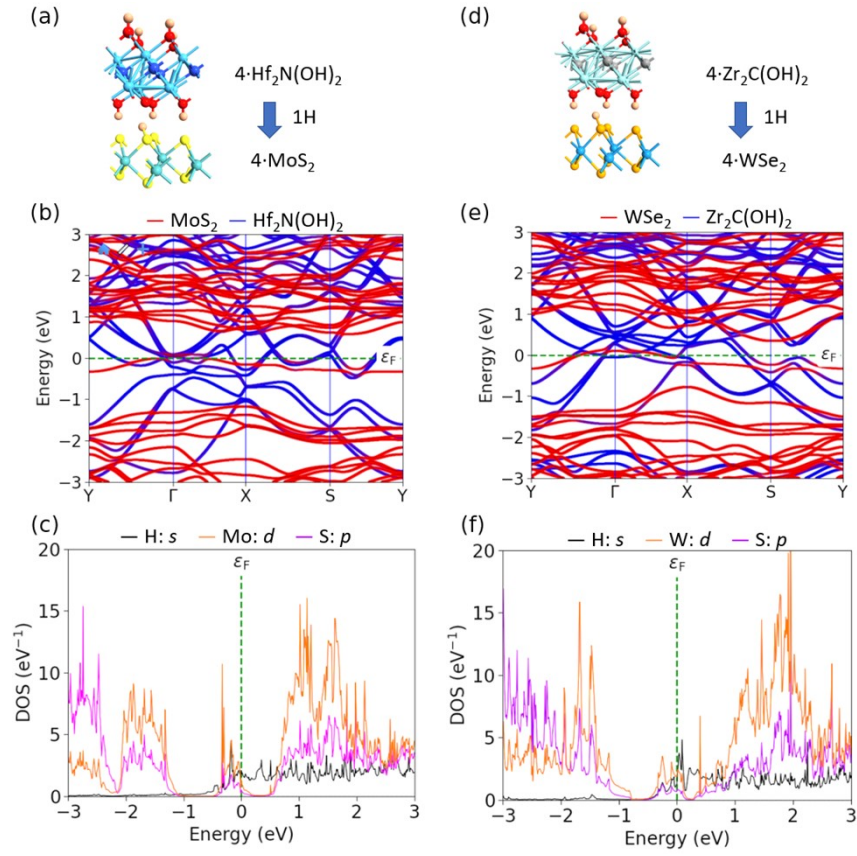 (a)
4·Hf₂N(OH)₂
1H
4·MoS₂
(d)
4·Zr₂C(OH)₂
1H
4·WSe₂
(b)
MoS₂ Hf₂N(OH)₂
3
2
1
0
−1
−2
−3
Energy (eV)
εF
Y Γ X S Y
(e)
WSe₂ Zr₂C(OH)₂
3
2
1
0
−1
−2
−3
Energy (eV)
εF
Y Γ X S Y
(c)
H: s Mo: d S: p
εF
20
15
10
5
0
DOS (eV⁻¹)
−3 −2 −1 0 1 2 3
Energy (eV)
(f)
H: s W: d S: p
εF
20
15
10
5
0
DOS (eV⁻¹)
−3 −2 −1 0 1 2 3
Energy (eV)